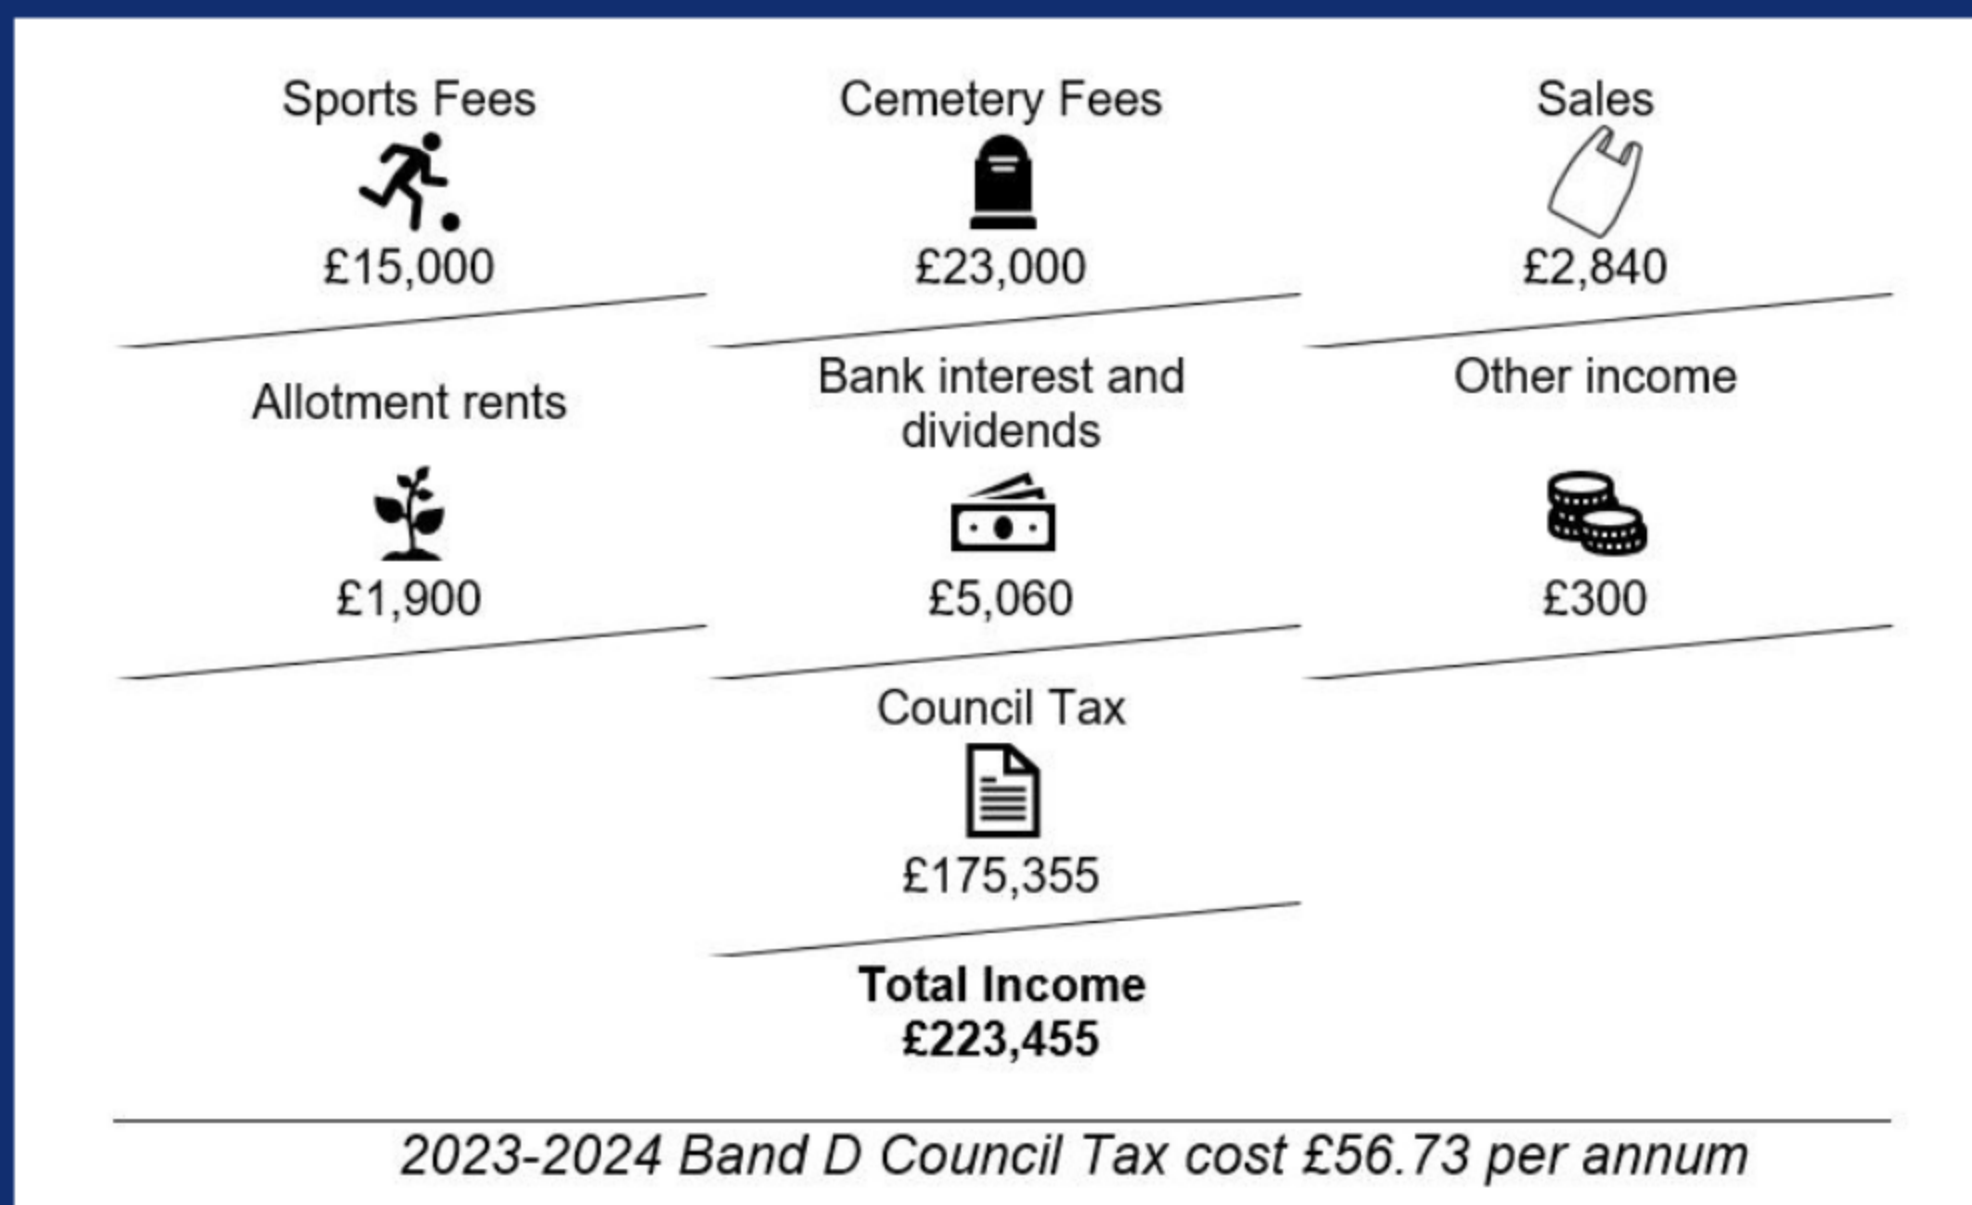 Sports Fees
Cemetery Fees
Sales
£15,000
£23,000
£2,840
Allotment rents
Bank interest and
dividends
Other income
£1,900
£5,060
£300
Council Tax
£175,355
Total Income
£223,455
2023-2024 Band D Council Tax cost £56.73 per annum